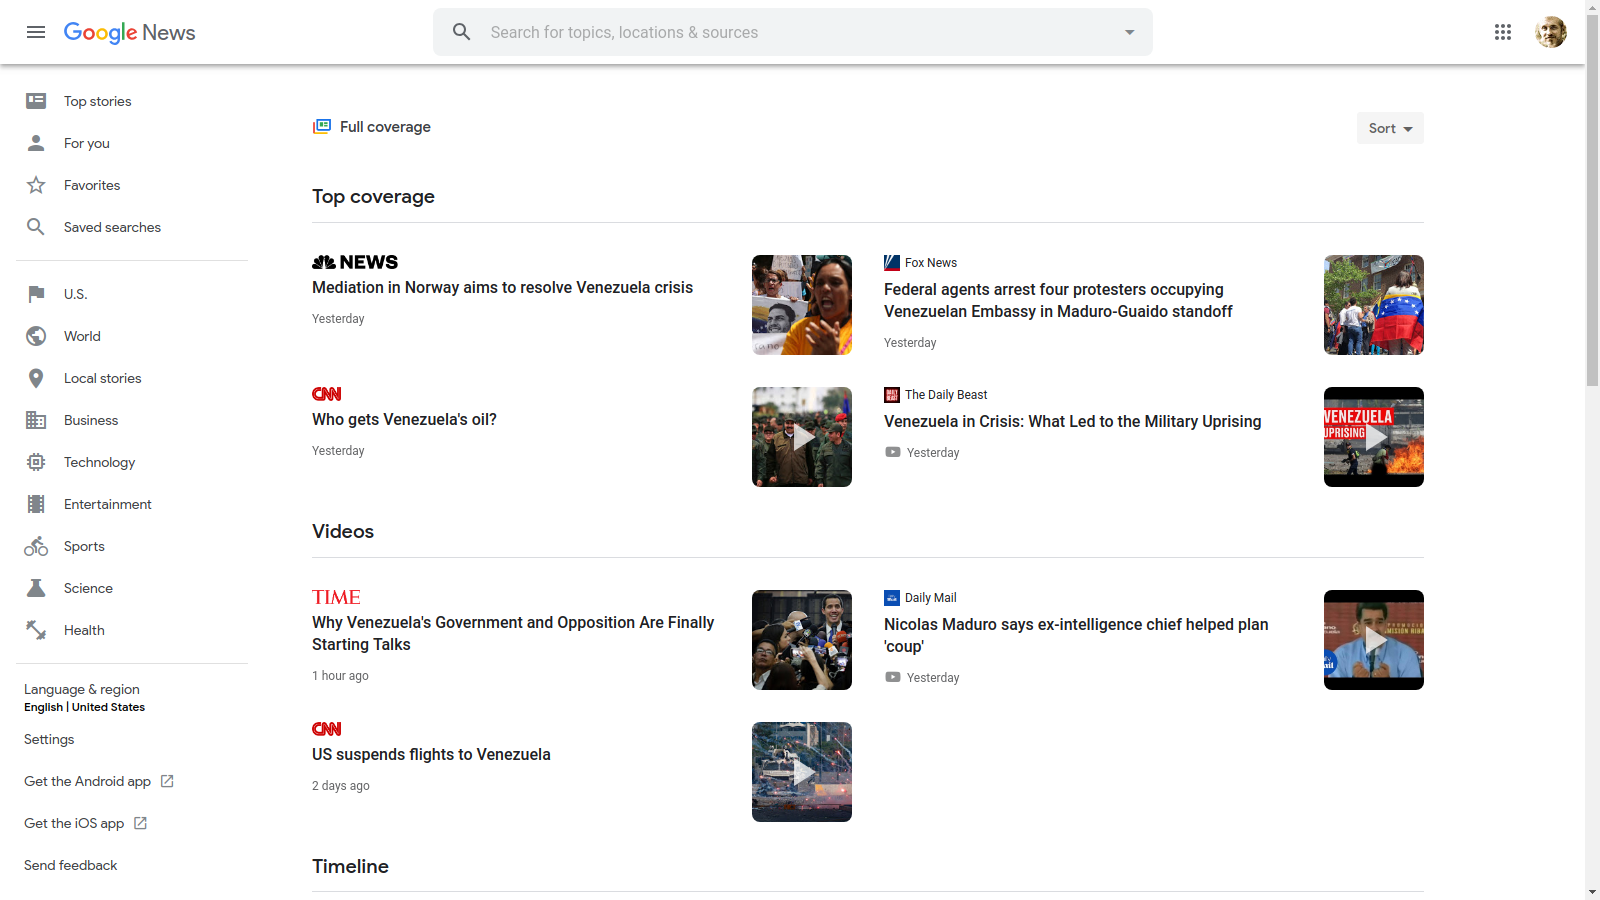 Google News
Search for topics, locations & sources
Top stories
For you
Favorites
Saved searches
U.S.
World
Local stories
Business
Technology
Entertainment
Sports
Science
Health
Language & region
English | United States
Settings
Get the Android app
Get the iOS app
Send feedback
Full coverage
Sort
Top coverage
NEWS
Mediation in Norway aims to resolve Venezuela crisis
Yesterday
Fox News
Federal agents arrest four protesters occupying
Venezuelan Embassy in Maduro-Guaido standoff
Yesterday
CNN
Who gets Venezuela's oil?
Yesterday
The Daily Beast
Venezuela in Crisis: What Led to the Military Uprising
Yesterday
VENEZUELA
UPRISING
Videos
TIME
Why Venezuela's Government and Opposition Are Finally
Starting Talks
1 hour ago
Daily Mail
Nicolas Maduro says ex-intelligence chief helped plan
'coup'
Yesterday
CNN
US suspends flights to Venezuela
2 days ago
Timeline